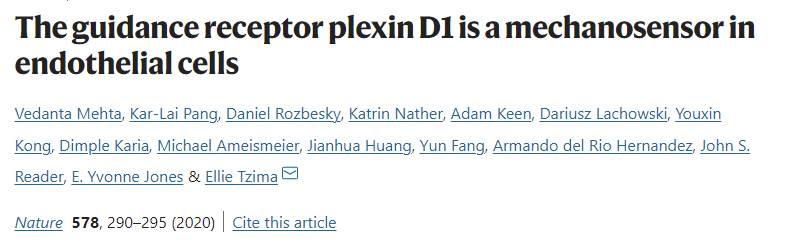 The guidance receptor plexin D1 is a mechanosensor in
endothelial cells
Vedanta Mehta, Kar-Lai Pang, Daniel Rozbesky, Katrin Nather, Adam Keen, Dariusz Lachowski, Youxin
Kong, Dimple Karia, Michael Ameismeier, Jianhua Huang, Yun Fang, Armando del Rio Hernandez, John S.
Reader, E. Yvonne Jones & Ellie Tzima
Nature 578, 290–295 (2020) Cite this article